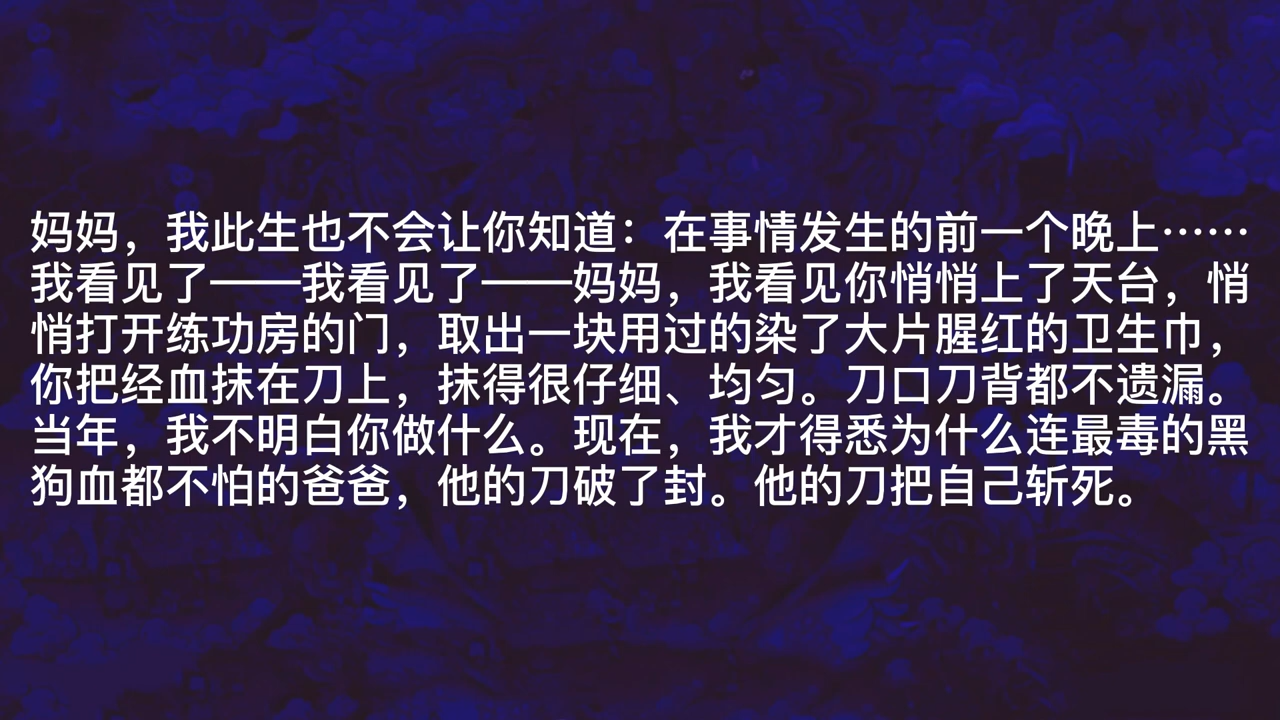 妈妈，我此生也不会让你知道：在事情发生的前一个晚上……
我看见了——我看见了——妈妈，我看见你悄悄上了天台，悄
悄打开练功房的门，取出一块用过的染了大片腥红的卫生巾，
你把经血抹在刀上，抹得很仔细、均匀。刀口刀背都不遗漏。
当年，我不明白你做什么。现在，我才得悉为什么连最毒的黑
狗血都不怕的爸爸，他的刀破了封。他的刀把自己斩死。